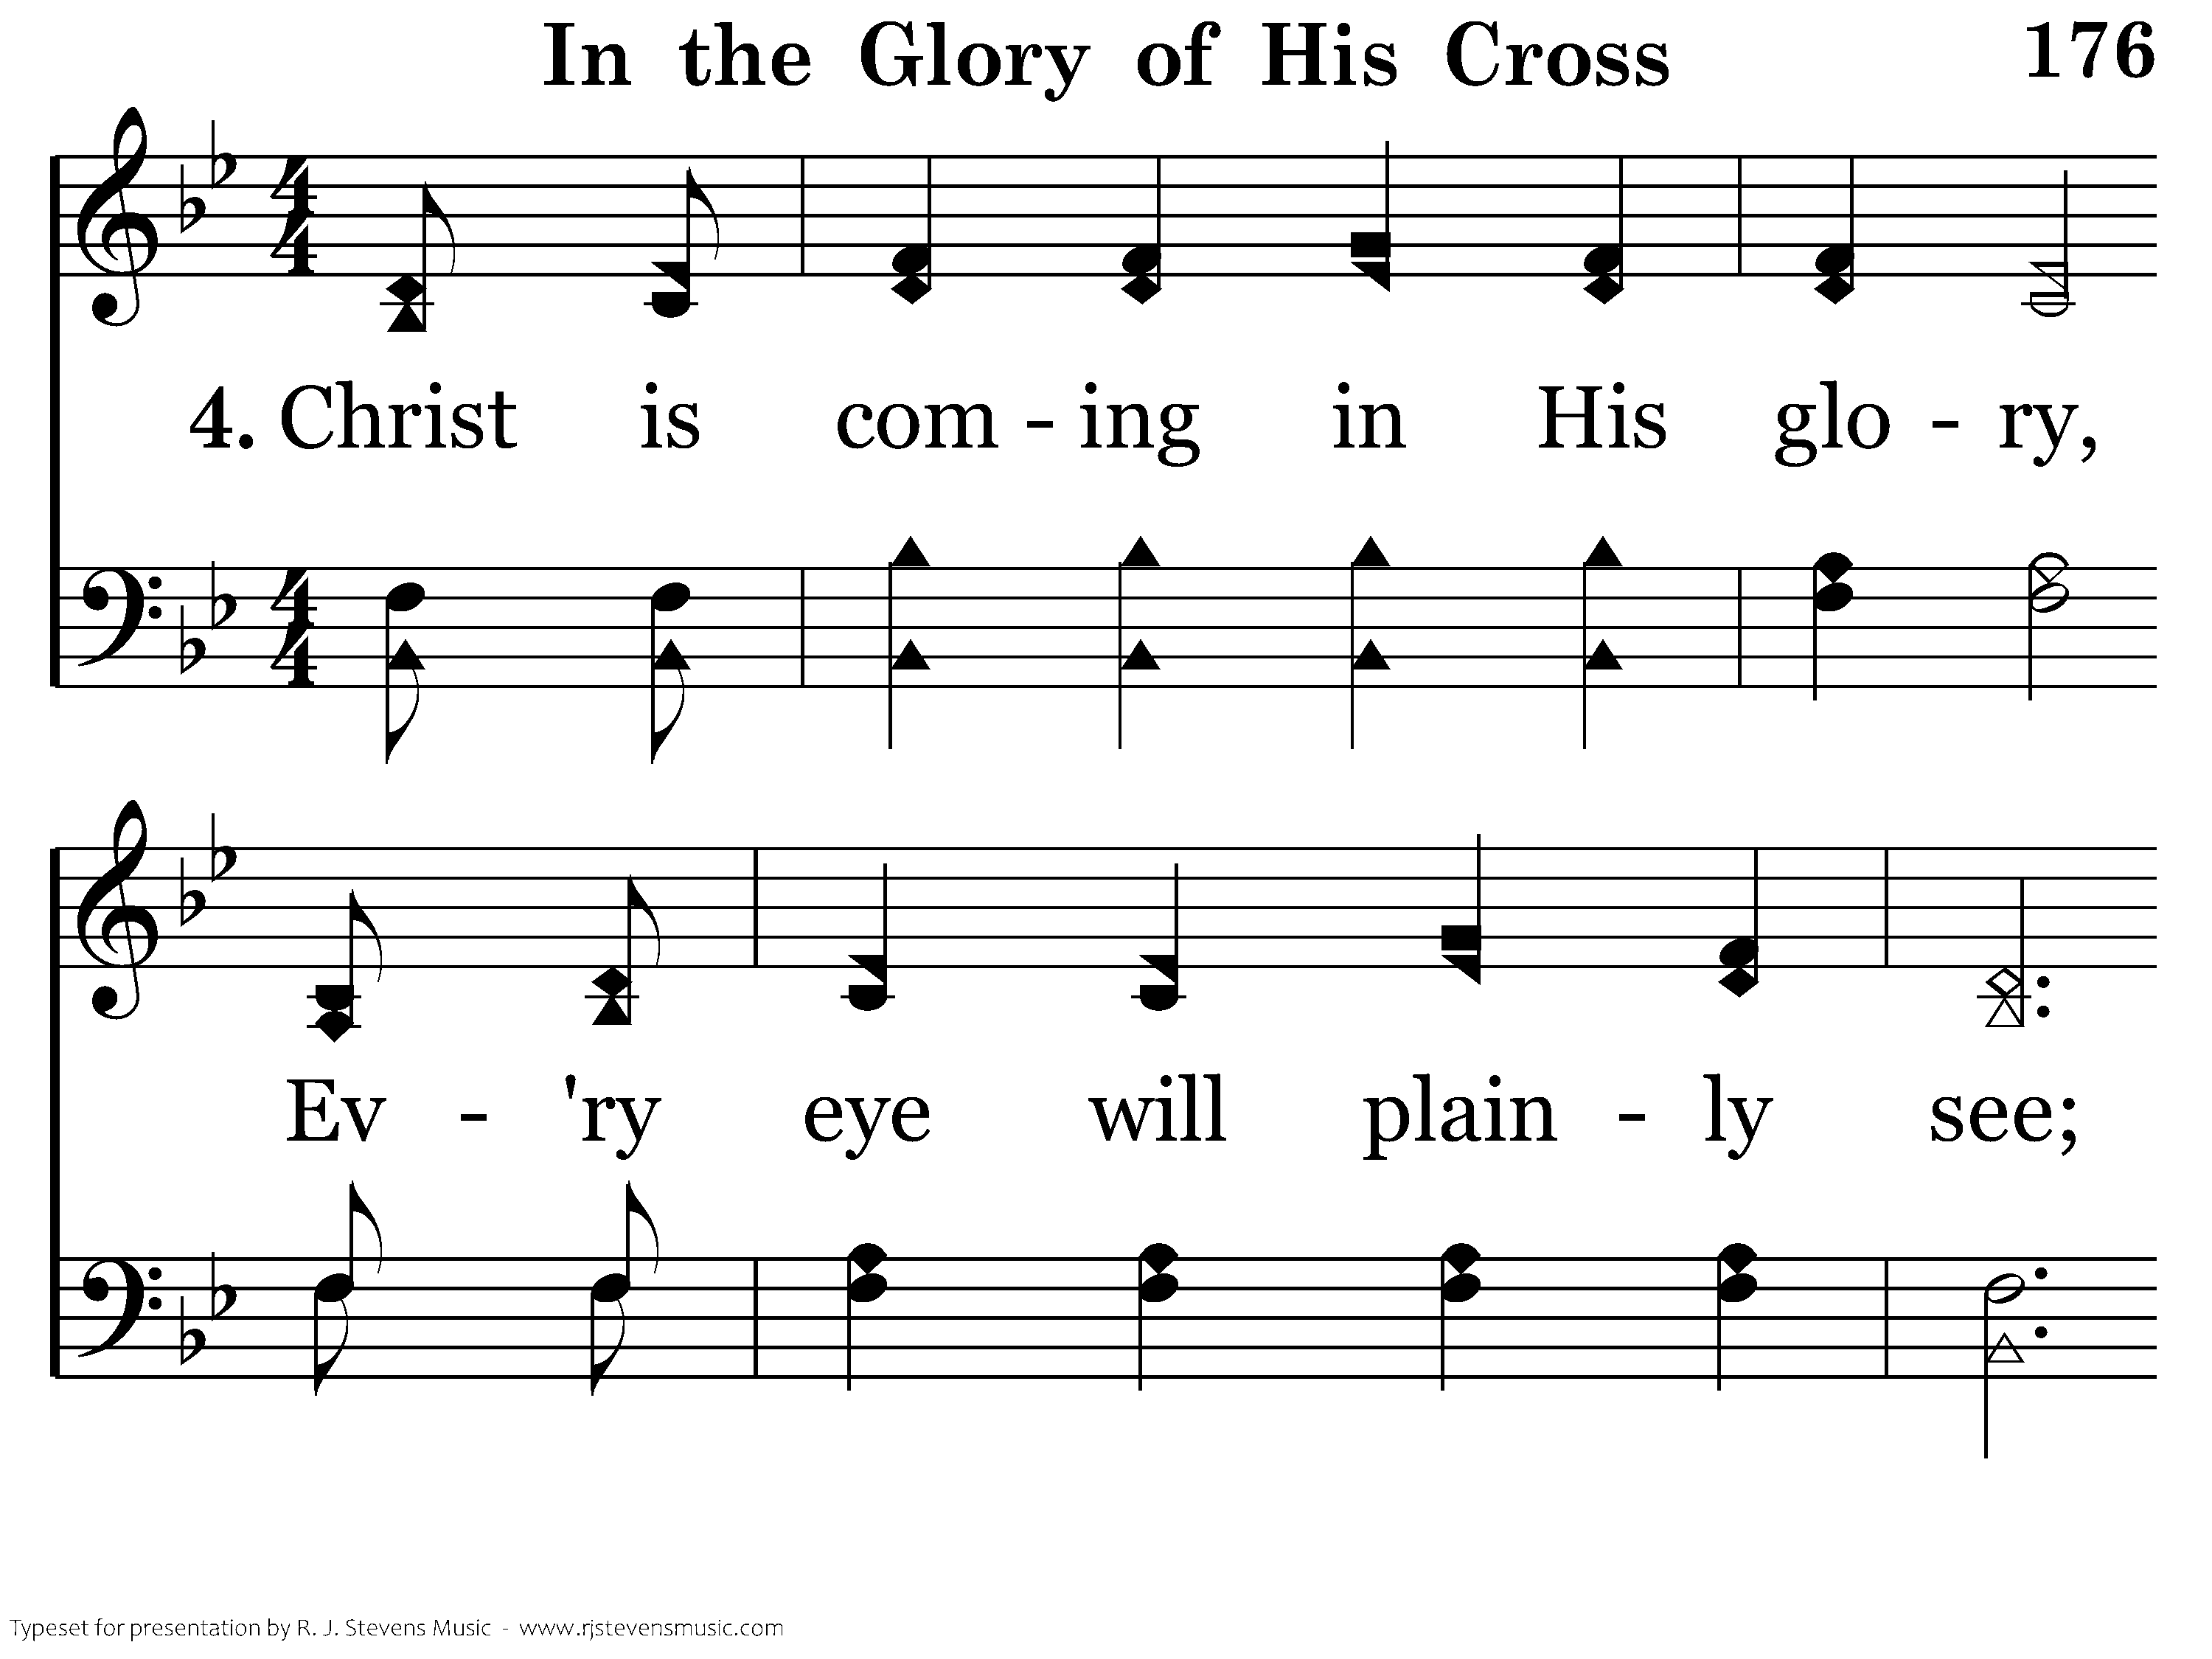 In the Glory of His Cross 176
4. Christ is com - ing in His glo - ry,
Ev - 'ry eye will plain - ly see;
Typeset for presentation by R. J. Stevens Music - www.rjstevensmusic.com